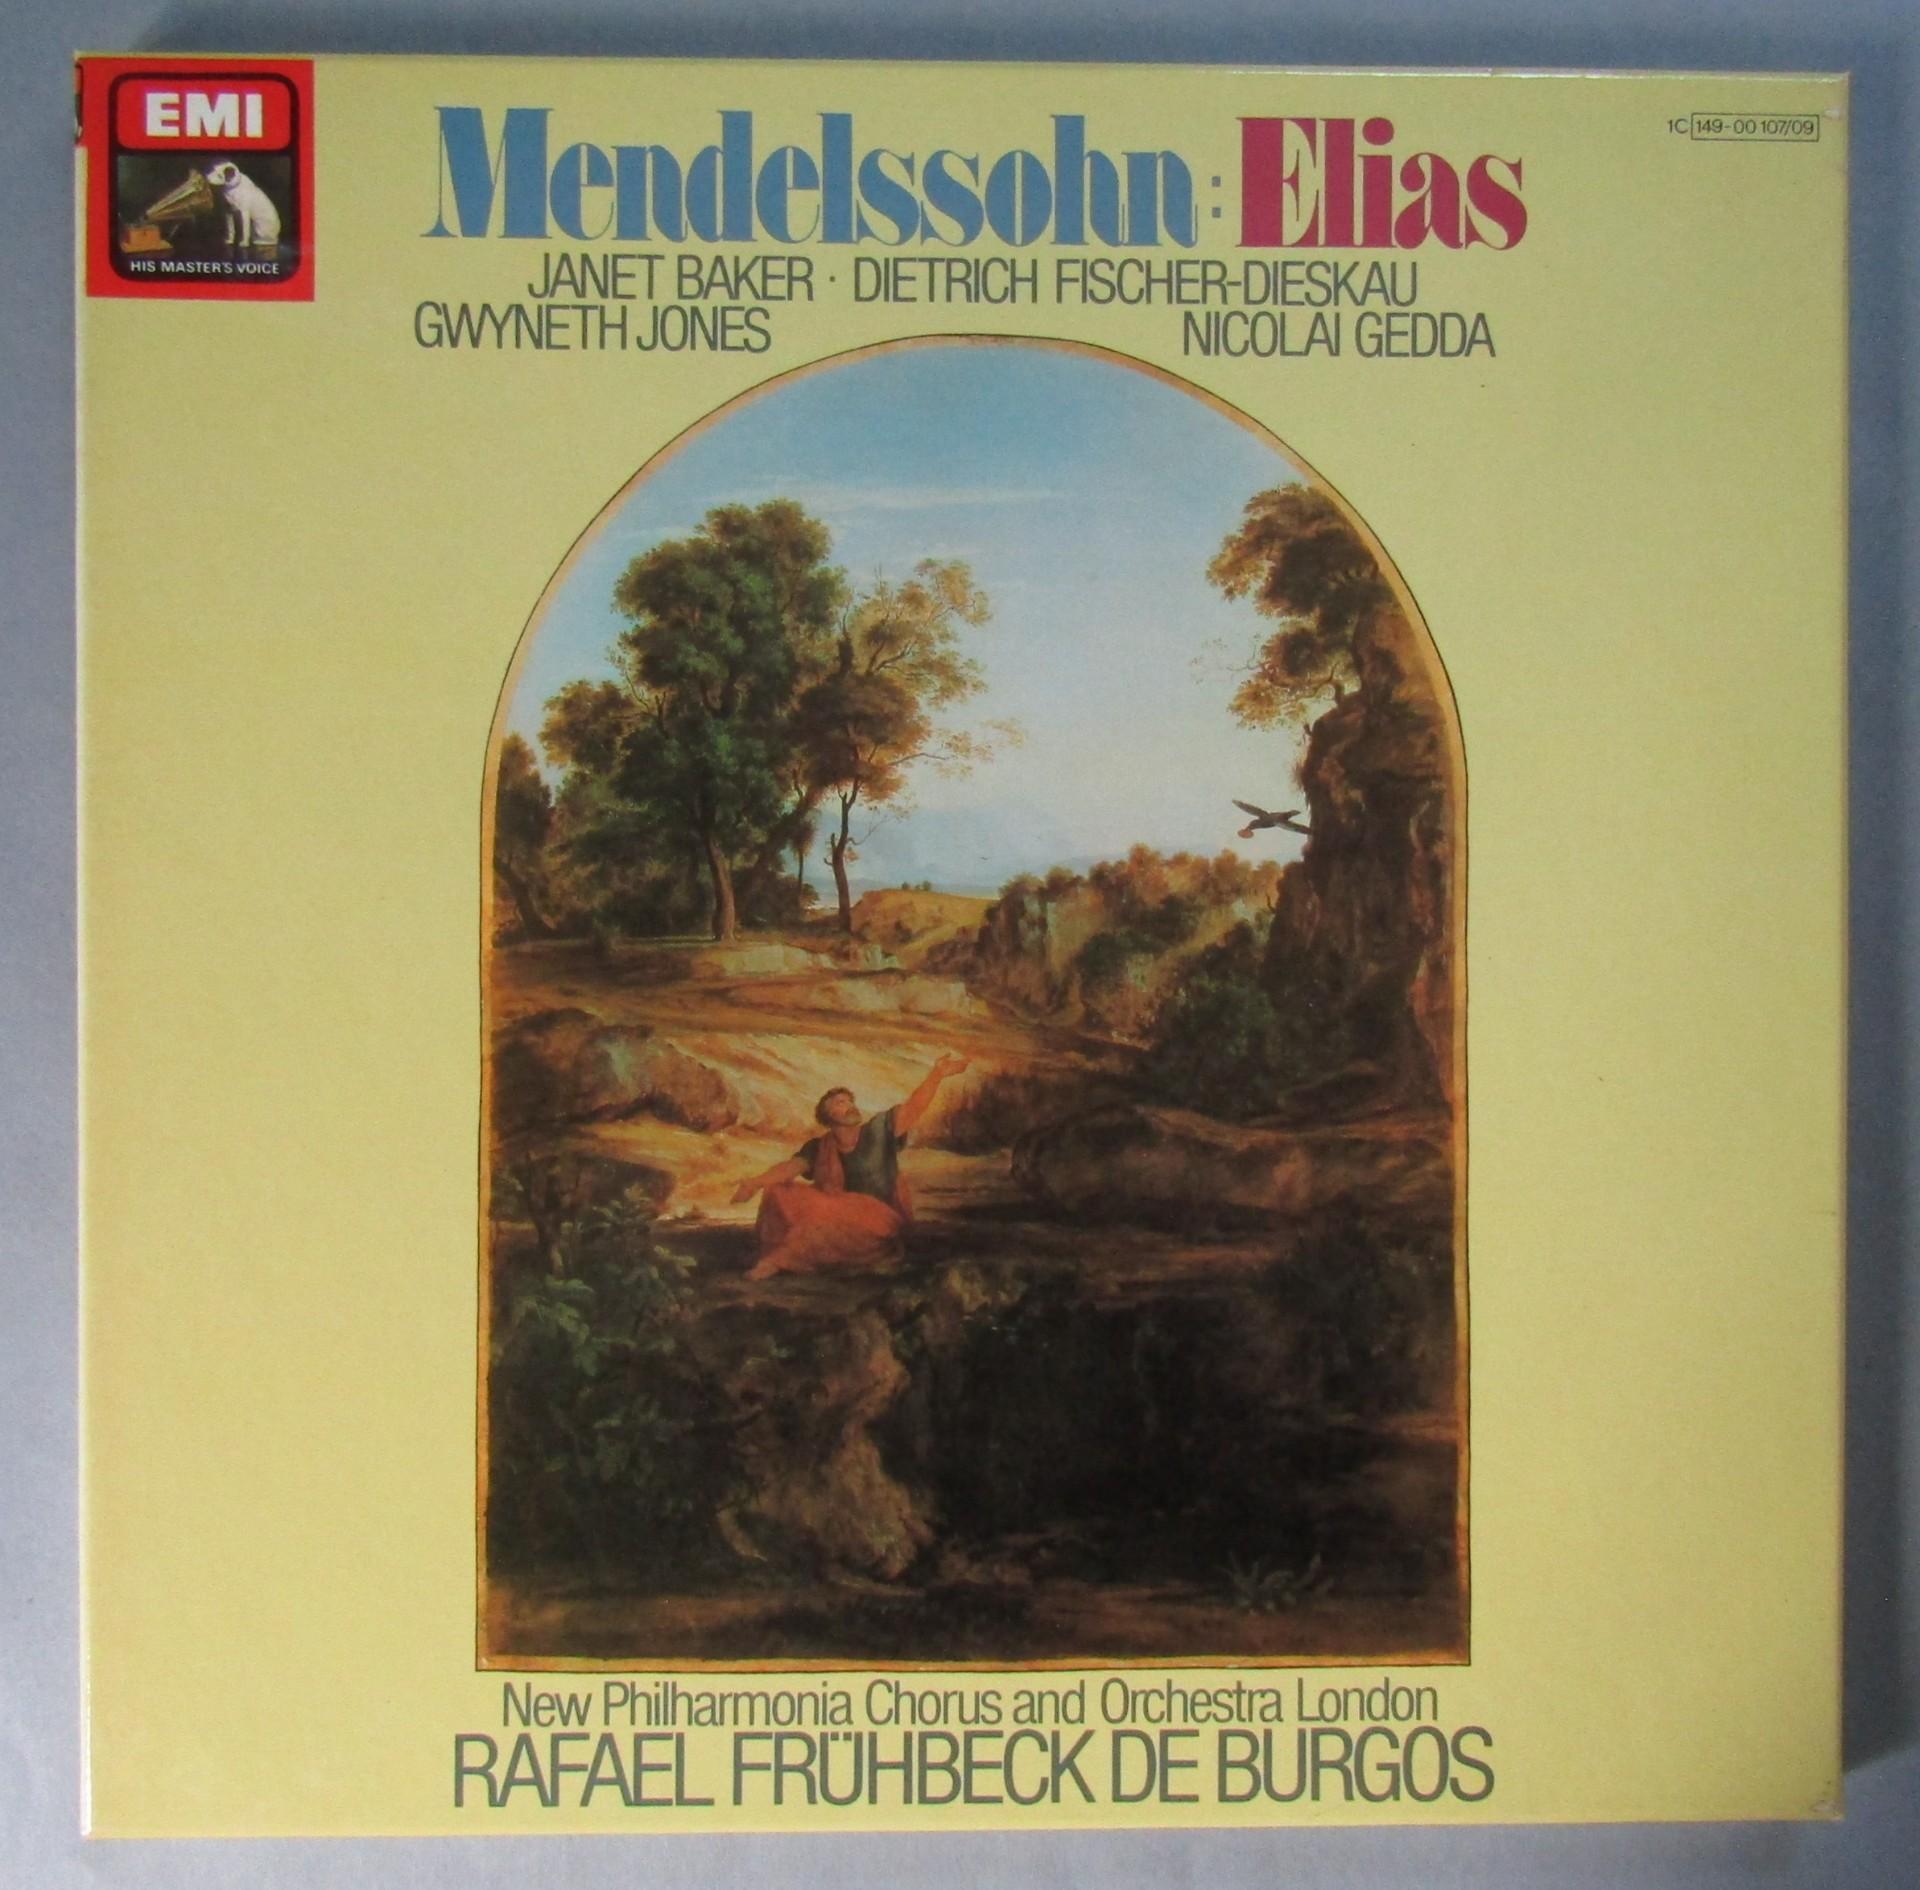 EMI
HIS MASTER'S VOICE
Mendelssohn: Elias
1C 149-00 107/09
JANET BAKER · DIETRICH FISCHER-DIESKAU
GWYNETH JONES NICOLAI GEDDA
New Philharmonia Chorus and Orchestra London
RAFAEL FRÜHBECK DE BURGOS